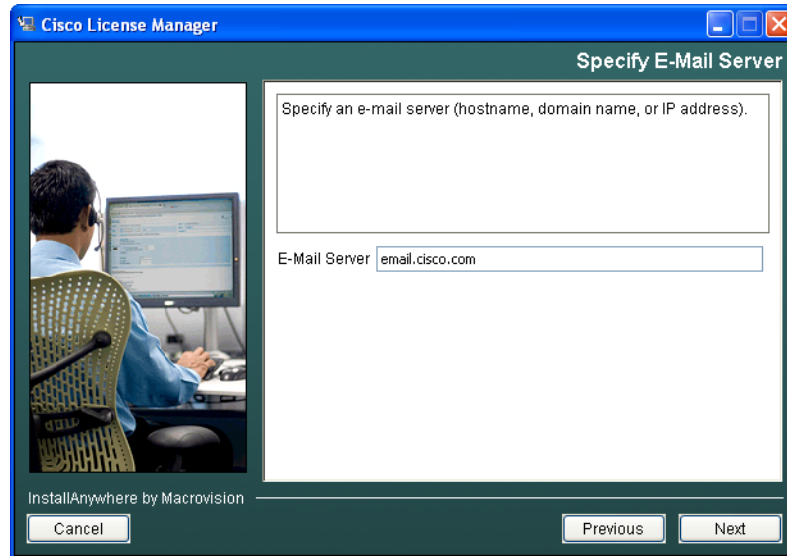 Cisco License Manager
Specify E-Mail Server
Specify an e-mail server (hostname, domain name, or IP address).
E-Mail Server email.cisco.com
InstallAnywhere by Macrovision
Cancel Previous Next